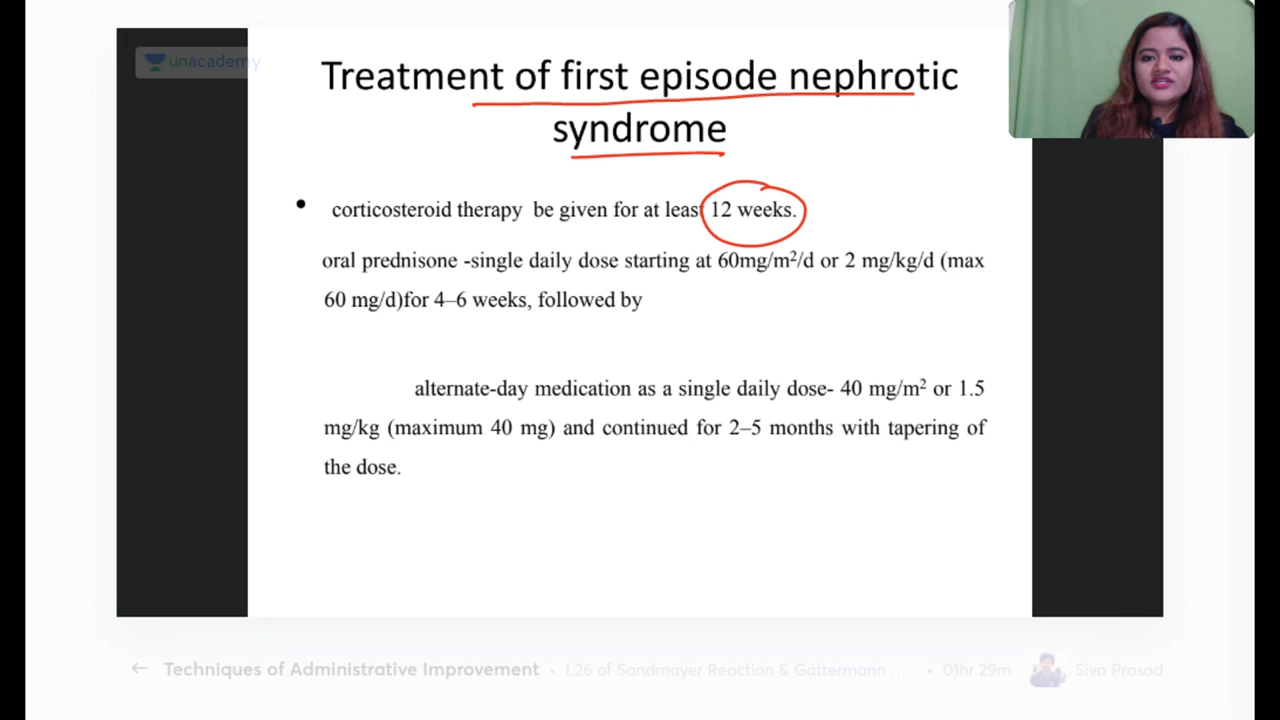 unacademy
Treatment of first episode nephrotic
syndrome
• corticosteroid therapy be given for at least 12 weeks.
oral prednisone -single daily dose starting at 60mg/m²/d or 2 mg/kg/d (max
60 mg/d)for 4–6 weeks, followed by
alternate-day medication as a single daily dose- 40 mg/m² or 1.5
mg/kg (maximum 40 mg) and continued for 2–5 months with tapering of
the dose.
← Techniques of Administrative Improvement • L26 of Sandmayer Reaction & Gattermann ... • 01hr 29m Siva Prasad